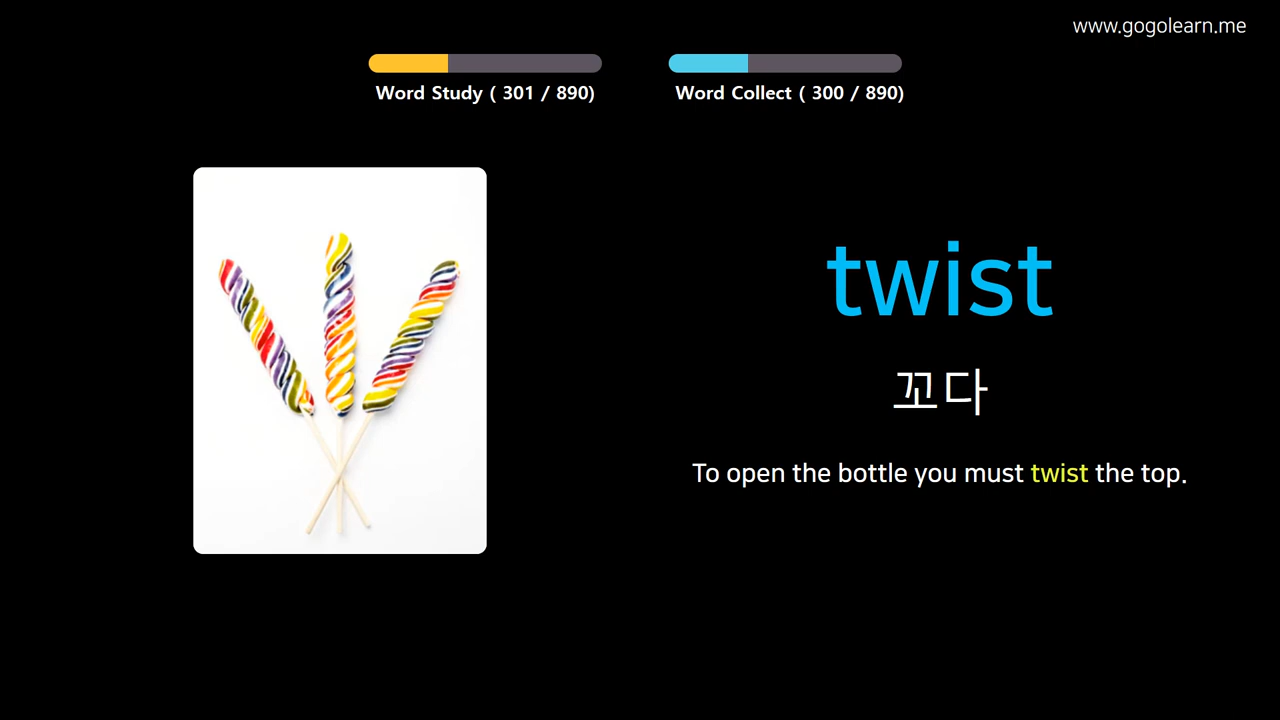 www.gogolearn.me
Word Study ( 301 / 890)
Word Collect ( 300 / 890)
twist
꼬다
To open the bottle you must twist the top.